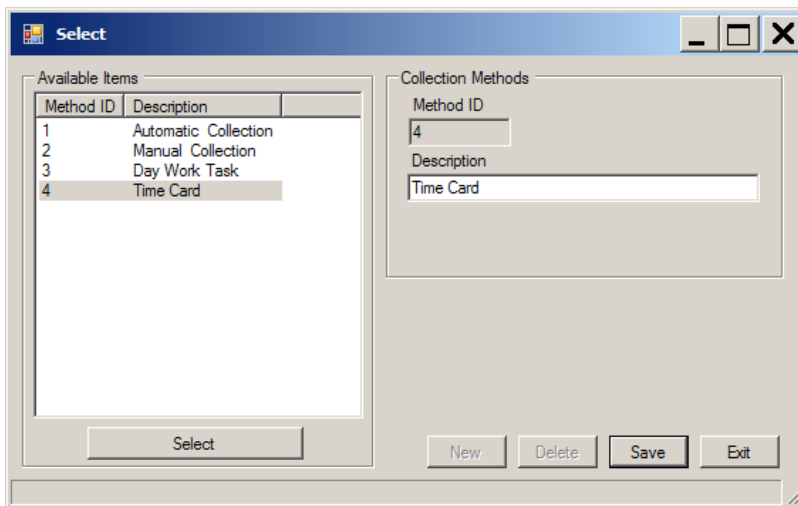 Select
Available Items
Method ID Description
1 Automatic Collection
2 Manual Collection
3 Day Work Task
4 Time Card
Select
Collection Methods
Method ID
4
Description
Time Card
New Delete Save Exit